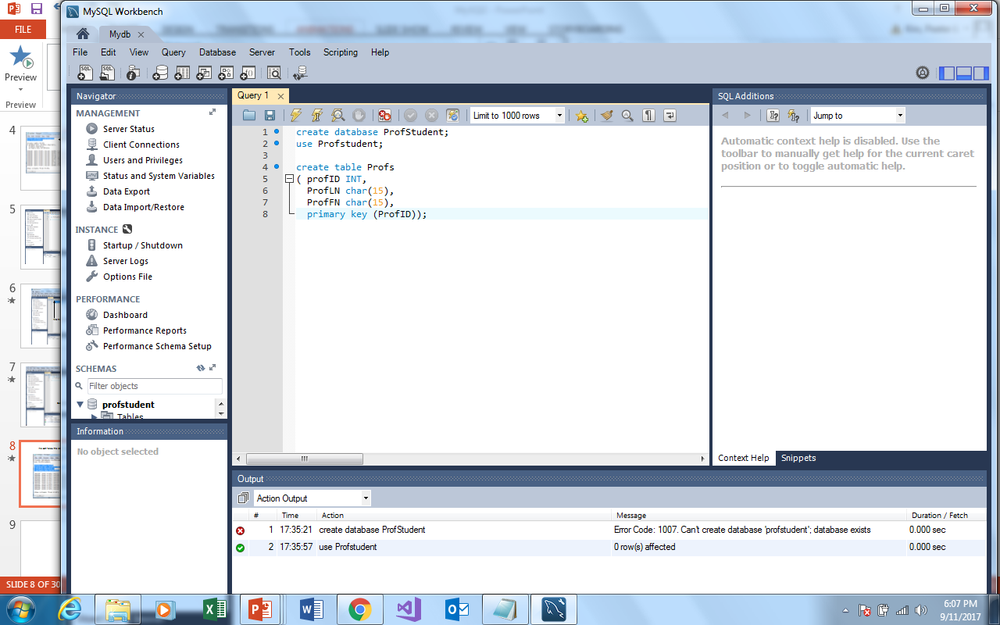 MySQL Workbench
FILE
Mydb
File Edit View Query Database Server Tools Scripting Help
Preview
Preview
Navigator
MANAGEMENT
Server Status
Client Connections
Users and Privileges
Status and System Variables
Data Export
Data Import/Restore
INSTANCE
Startup / Shutdown
Server Logs
Options File
PERFORMANCE
Dashboard
Performance Reports
Performance Schema Setup
SCHEMAS
Filter objects
profstudent
Tables
Information
No object selected
Query 1
Limit to 1000 rows
1 create database ProfStudent;
2 use Profstudent;
3
4 create table Profs
5 ( profID INT,
6 ProfLN char(15),
7 ProfFN char(15),
8 primary key (ProfID));
SQL Additions
Jump to
Automatic context help is disabled. Use the
toolbar to manually get help for the current caret
position or to toggle automatic help.
Context Help Snippets
Output
Action Output
# Time Action Message Duration / Fetch
1 17:35:21 create database ProfStudent Error Code: 1007. Can't create database 'profstudent'; database exists 0.000 sec
2 17:35:57 use Profstudent 0 row(s) affected 0.000 sec
4
5
6
7
8
9
SLIDE 8 OF 30
6:07 PM
9/11/2017